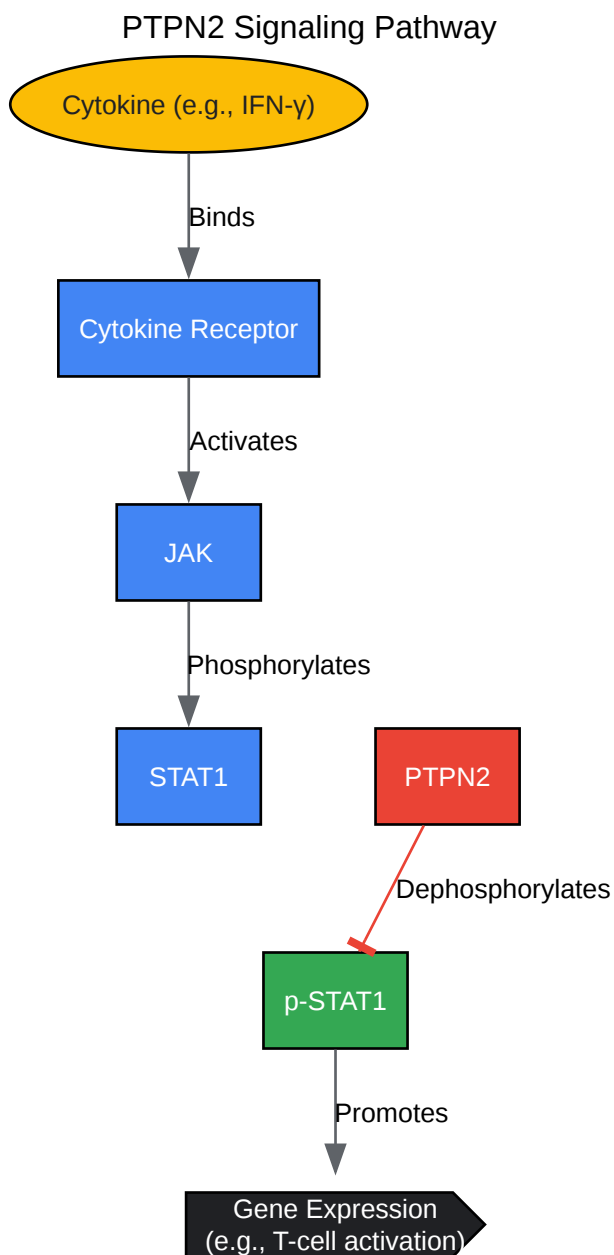 PTPN2 Signaling Pathway
Cytokine (e.g., IFN-γ)
Binds
Cytokine Receptor
Activates
JAK
Phosphorylates
STAT1
PTPN2
Dephosphorylates
p-STAT1
Promotes
Gene Expression
(e.g., T-cell activation)